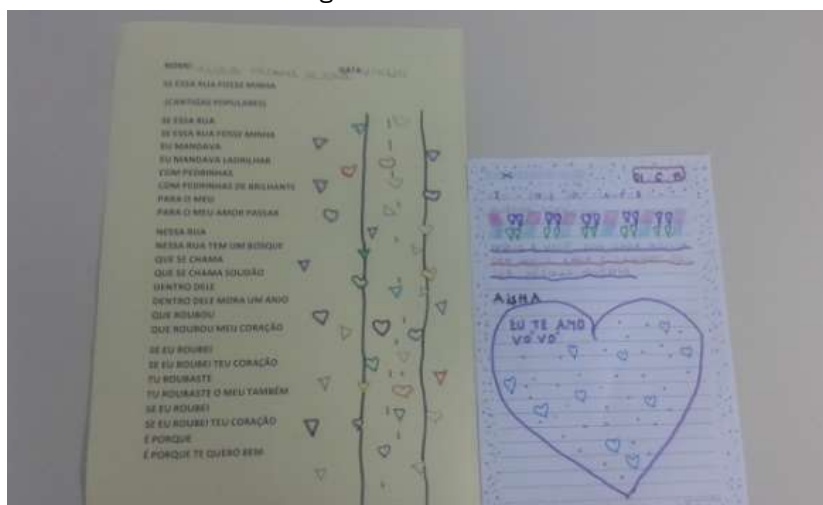 NOME:
DATA:
SE ESSA RUA FOSSE MINHA
(CANTIGAS POPULARES)
SE ESSA RUA
SE ESSA RUA FOSSE MINHA
EU MANDAVA
EU MANDAVA LADRILHAR
COM PEDRINHAS
COM PEDRINHAS DE BRILHANTE
PARA O MEU
PARA O MEU AMOR PASSAR
NESSA RUA
NESSA RUA TEM UM BOSQUE
QUE SE CHAMA
QUE SE CHAMA SOLIDÃO
DENTRO DELE
DENTRO DELE MORA UM ANJO
QUE ROUBOU
QUE ROUBOU MEU CORAÇÃO
SE EU ROUBEI
SE EU ROUBEI TEU CORAÇÃO
TU ROUBASTE
TU ROUBASTE O MEU TAMBÉM
SE EU ROUBEI
SE EU ROUBEI TEU CORAÇÃO
É PORQUE
É PORQUE TE QUERO BEM
AISHA
EU TE AMO
VOVÓ